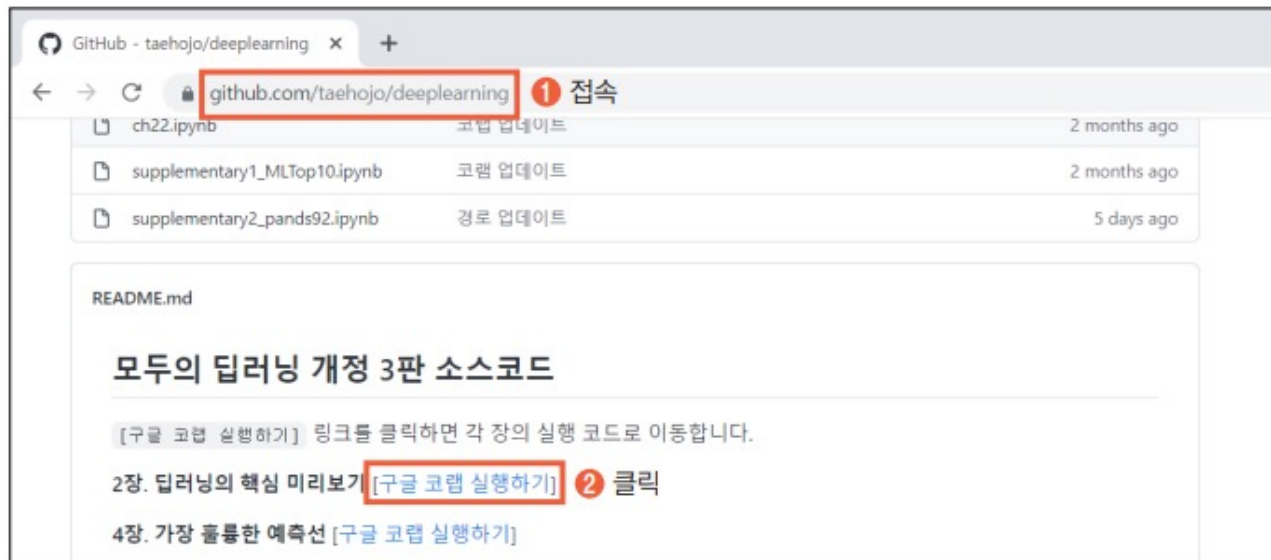 GitHub - taehojo/deeplearning × +
github.com/taehojo/deeplearning ❶ 접속
ch22.ipynb 코랩 업데이트 2 months ago
supplementary1_MLTop10.ipynb 코램 업데이트 2 months ago
supplementary2_pands92.ipynb 경로 업데이트 5 days ago
README.md
모두의 딥러닝 개정 3판 소스코드
[구글 코랩 실행하기] 링크를 클릭하면 각 장의 실행 코드로 이동합니다.
2장. 딥러닝의 핵심 미리보기 [구글 코랩 실행하기] ❷ 클릭
4장. 가장 훌륭한 예측선 [구글 코랩 실행하기]